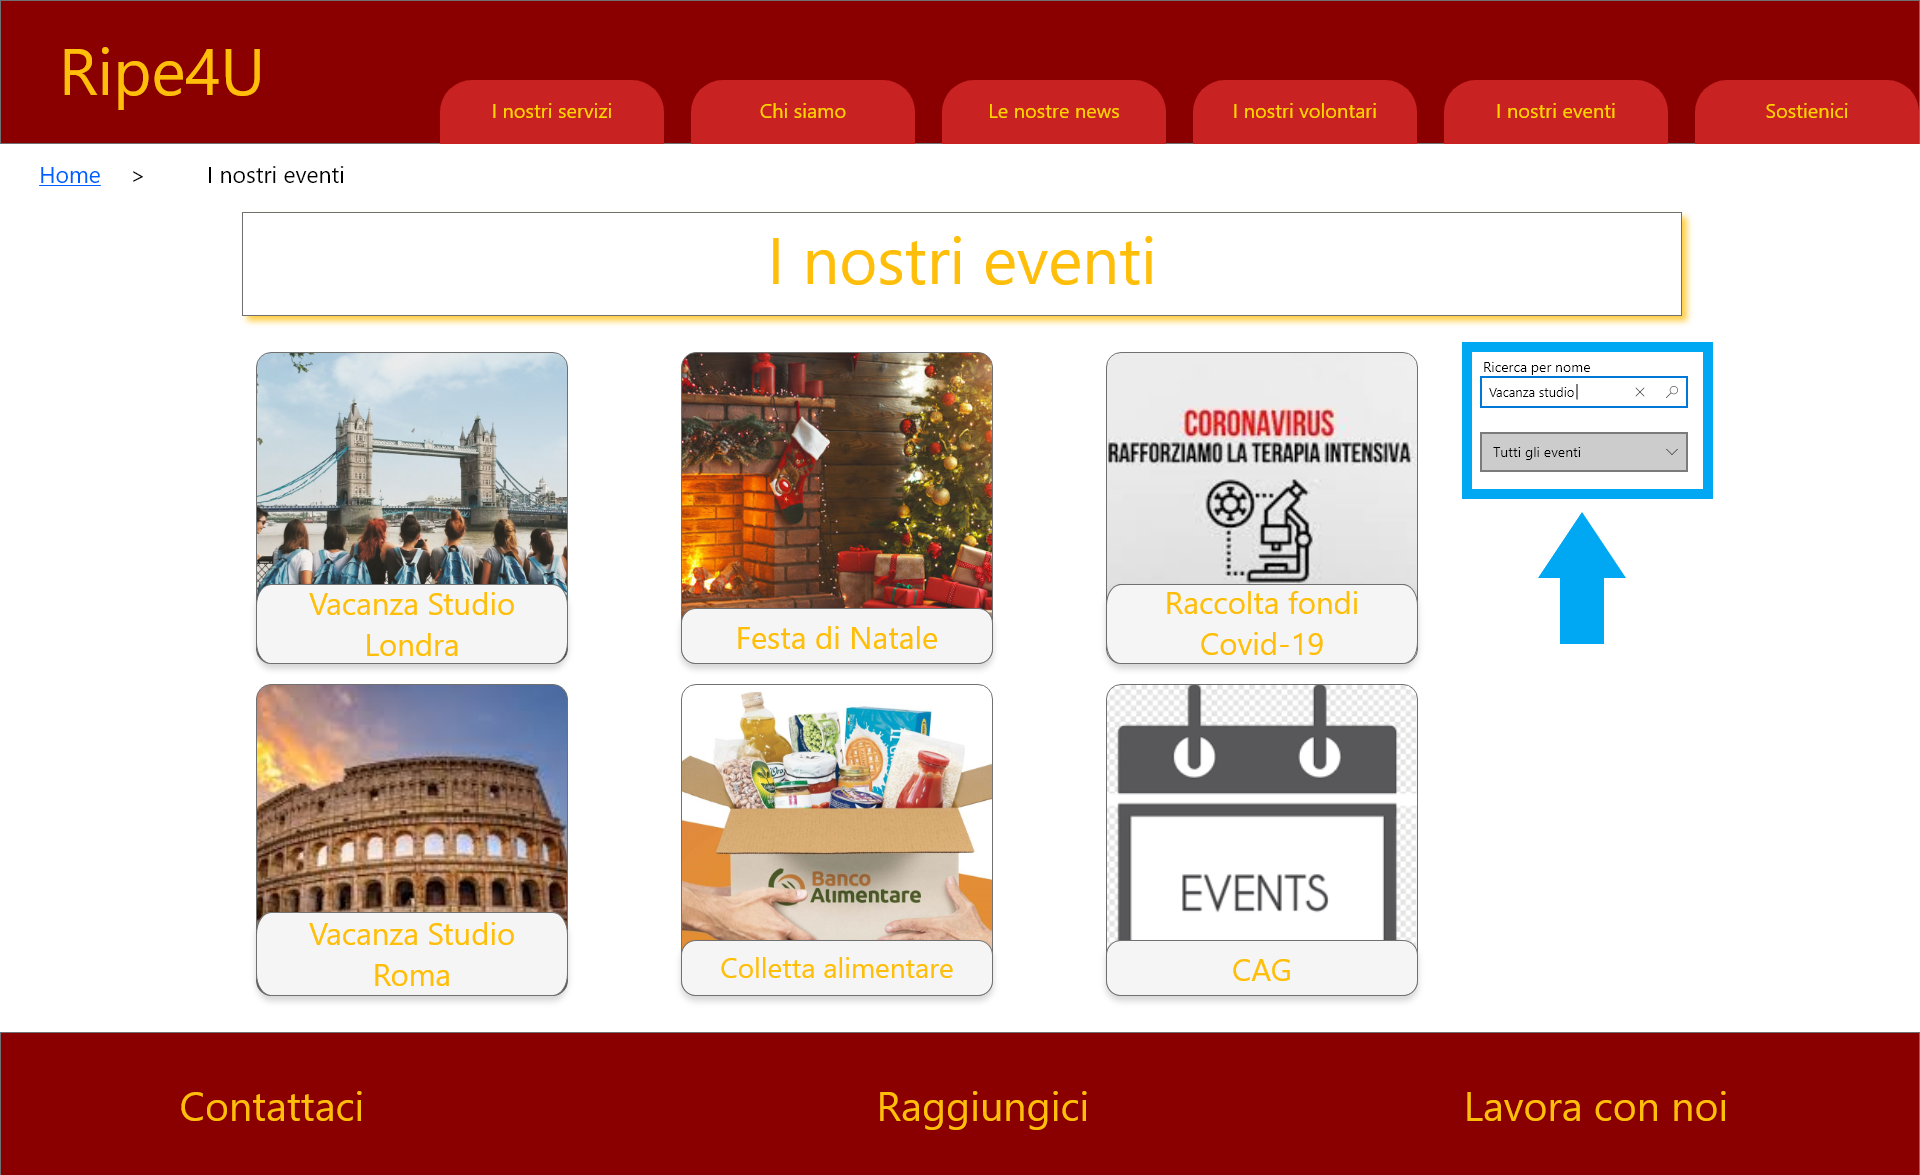 Ripe4U
I nostri servizi
Chi siamo
Le nostre news
I nostri volontari
I nostri eventi
Sostienici
Home > I nostri eventi
I nostri eventi
Ricerca per nome
Vacanza studio
Tutti gli eventi
CORONAVIRUS
RAFFORZIAMO LA TERAPIA INTENSIVA
Vacanza Studio
Londra
Festa di Natale
Raccolta fondi
Covid-19
Banco
Alimentare
EVENTS
Vacanza Studio
Roma
Colletta alimentare
CAG
Contattaci
Raggiungici
Lavora con noi